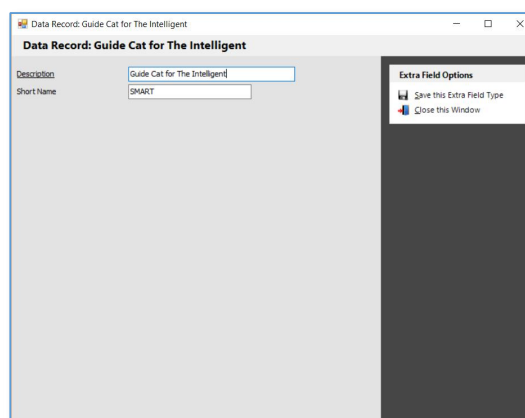 Data Record: Guide Cat for The Intelligent
Data Record: Guide Cat for The Intelligent
Description
Guide Cat for The Intelligent
Short Name
SMART
Extra Field Options
Save this Extra Field Type
Close this Window